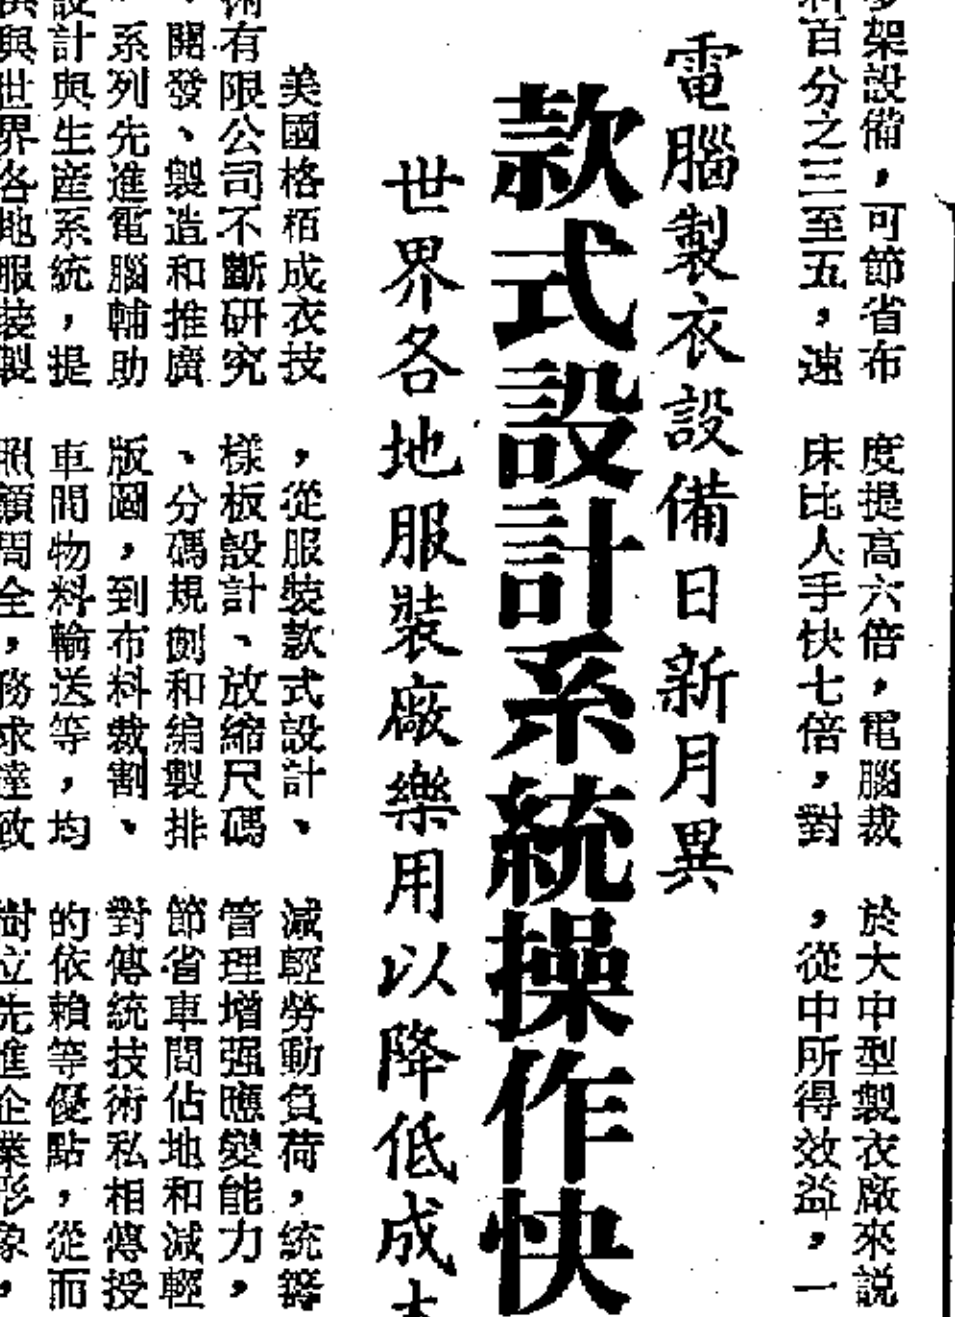 多架設備，可節省布
料百分之三至五，速
度提高六倍，電腦裁
床比人手快七倍，對
於大中型製衣廠來説
，從中所得效益，一
電腦製衣設備日新月異
款式設計系統操作快
世界各地服裝廠樂用以降低成本
美國格栢成衣技
術有限公司不斷研究
、開發、製造和推廣
系列先進電腦輔助
設計與生産系統，提
供與世界各地服裝製
，從服裝款式設計、
樣板設計、放縮尺碼
、分碼規劃和編製排
版圖，到布料裁割、
車間物料輸送等，均
照顧周全，務求達致
減輕勞動負荷，統籌
管理增强應變能力，
節省車間佔地和減輕
對傳統技術私相傳授
的依賴等優點，從而
樹立先進企業形象，